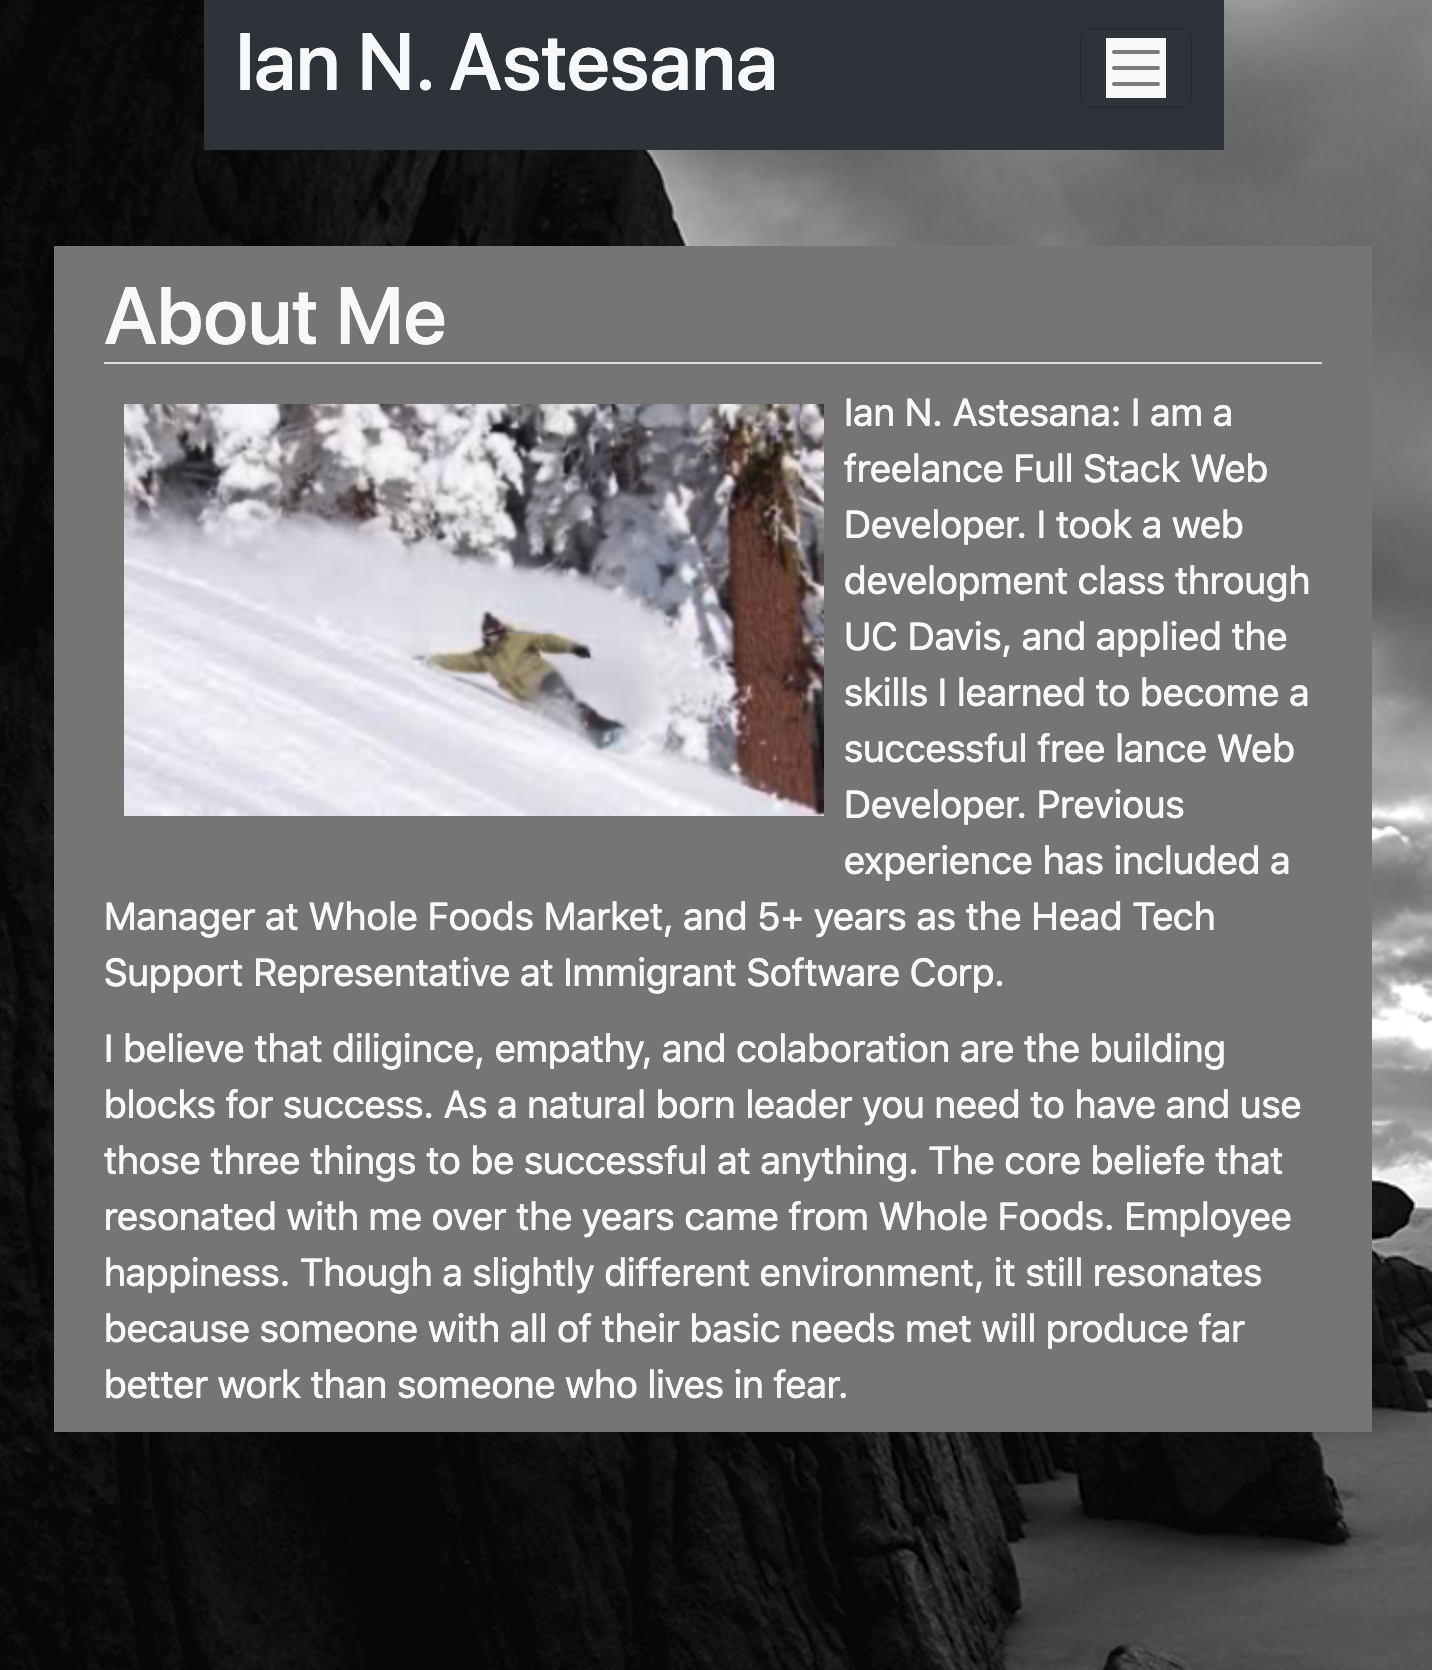 Ian N. Astesana
About Me
Ian N. Astesana: I am a
freelance Full Stack Web
Developer. I took a web
development class through
UC Davis, and applied the
skills I learned to become a
successful free lance Web
Developer. Previous
experience has included a
Manager at Whole Foods Market, and 5+ years as the Head Tech
Support Representative at Immigrant Software Corp.
I believe that diligince, empathy, and colaboration are the building
blocks for success. As a natural born leader you need to have and use
those three things to be successful at anything. The core beliefe that
resonated with me over the years came from Whole Foods. Employee
happiness. Though a slightly different environment, it still resonates
because someone with all of their basic needs met will produce far
better work than someone who lives in fear.